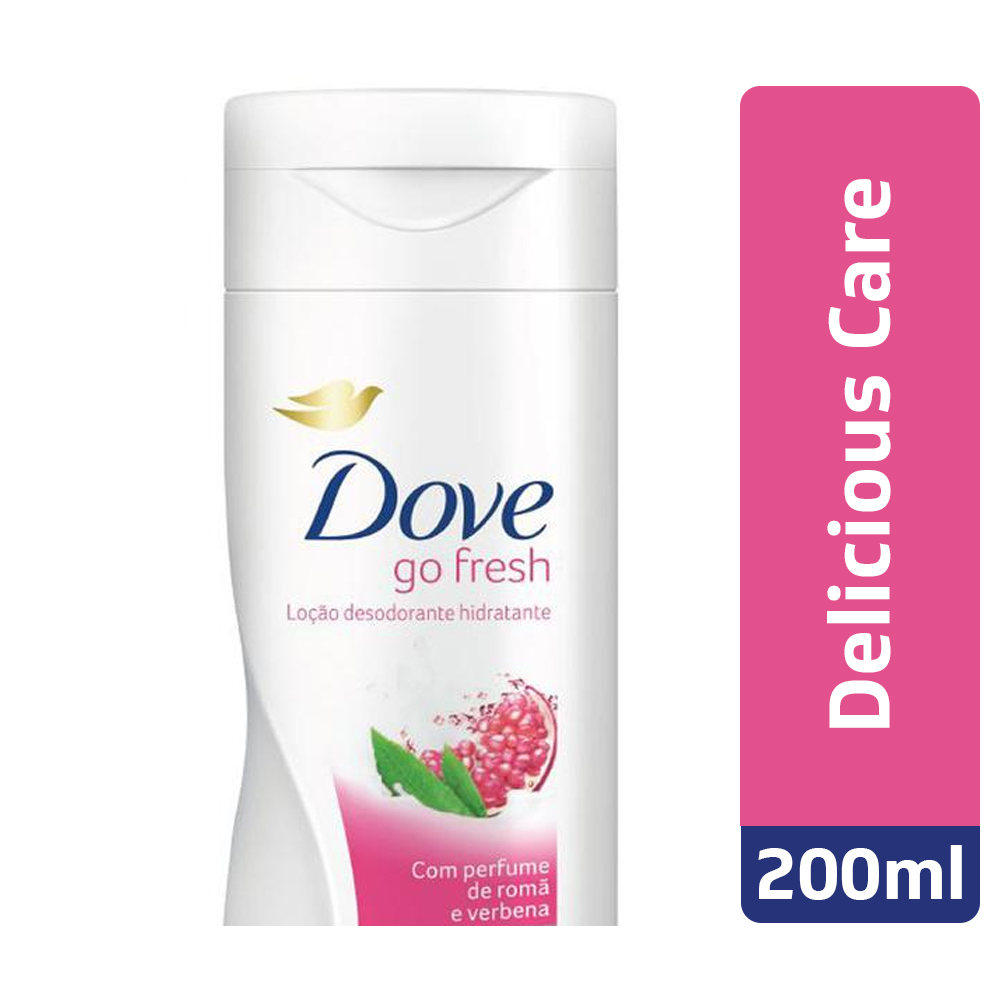 Dove
go fresh
Loção desodorante hidratante
Com perfume
de romã
e verbena
Delicious Care
200ml